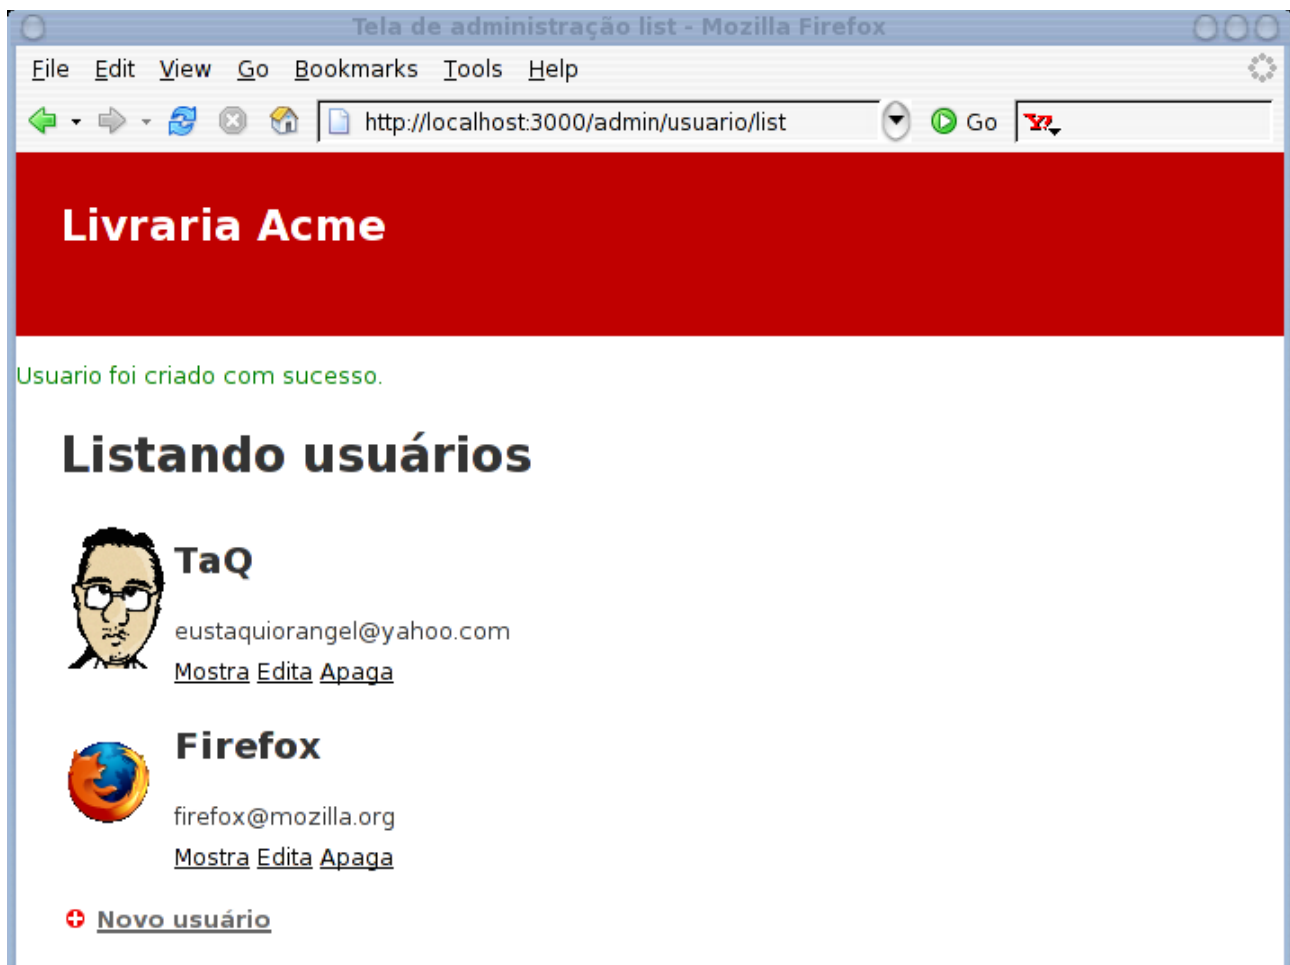 Tela de administração list - Mozilla Firefox
File Edit View Go Bookmarks Tools Help
http://localhost:3000/admin/usuario/list Go Y!
Livraria Acme
Usuario foi criado com sucesso.
Listando usuários
TaQ
eustaquiorangel@yahoo.com
Mostra Edita Apaga
Firefox
firefox@mozilla.org
Mostra Edita Apaga
Novo usuário